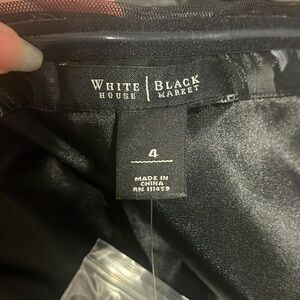 WHITE | BLACK
HOUSE | MARKET
4
MADE IN
CHINA
RN 111459